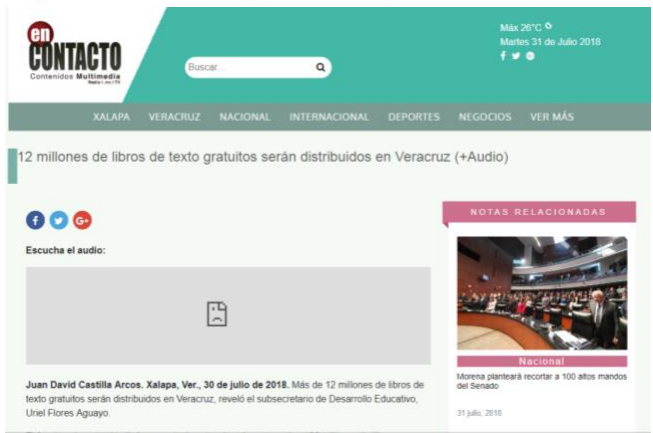 en
CONTACTO
Contenidos Multimedia
Radio | .mx | TV
Buscar...
Máx 26°C
Martes 31 de Julio 2018
XALAPA VERACRUZ NACIONAL INTERNACIONAL DEPORTES NEGOCIOS VER MÁS
12 millones de libros de texto gratuitos serán distribuidos en Veracruz (+Audio)
Escucha el audio:
Juan David Castilla Arcos. Xalapa, Ver., 30 de julio de 2018. Más de 12 millones de libros de
texto gratuitos serán distribuidos en Veracruz, reveló el subsecretario de Desarrollo Educativo,
Uriel Flores Aguayo.
NOTAS RELACIONADAS
Nacional
Morena planteará recortar a 100 altos mandos
del Senado
31 julio, 2018